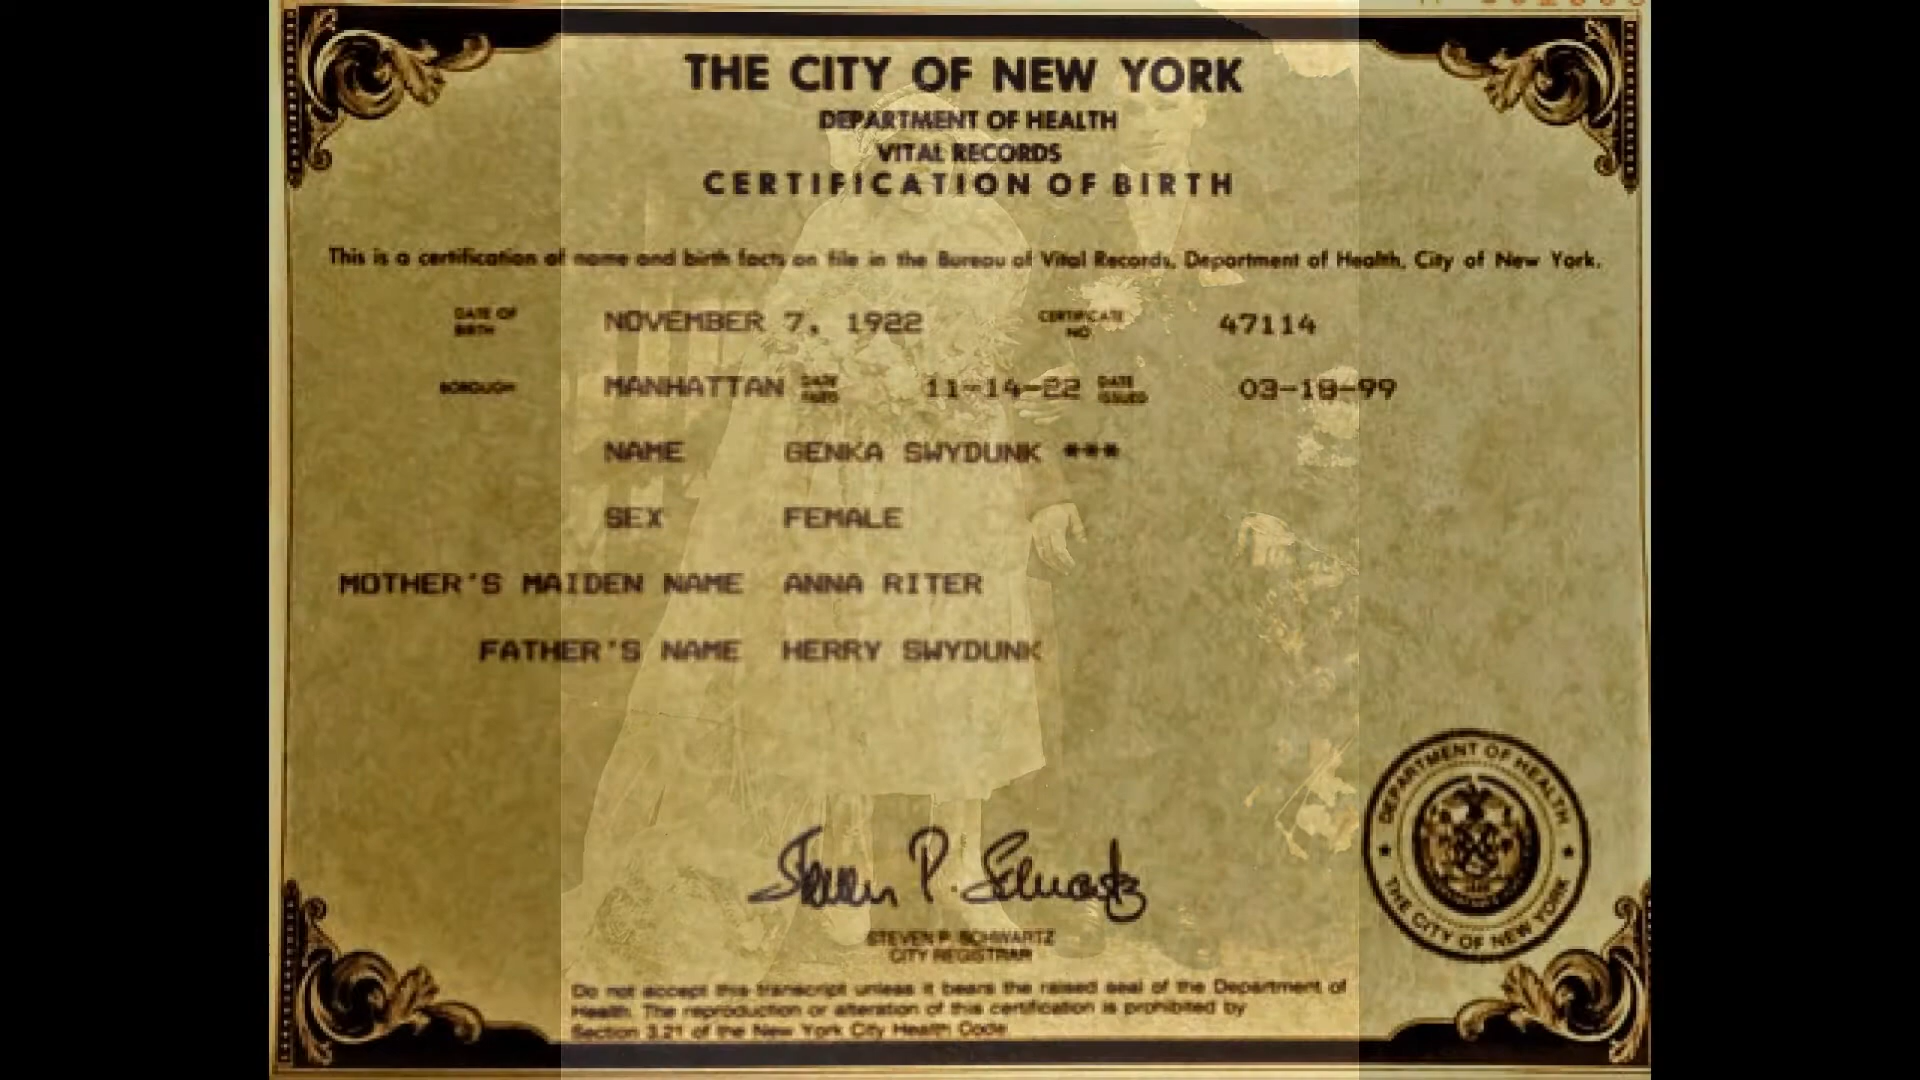 THE CITY OF NEW YORK
DEPARTMENT OF HEALTH
VITAL RECORDS
CERTIFICATION OF BIRTH
This is a certification of name and birth facts on file in the Bureau of Vital Records, Department of Health, City of New York.
DATE OF BIRTH NOVEMBER 7, 1922 CERTIFICATE NO. 47114
BOROUGH MANHATTAN DATE FILED 11-14-22 DATE ISSUED 03-18-99
NAME GENKA SWYDUNK ***
SEX FEMALE
MOTHER'S MAIDEN NAME ANNA RITER
FATHER'S NAME HERRY SWYDUNK
Steven P. Schwartz
STEVEN P. SCHWARTZ
CITY REGISTRAR
DEPARTMENT OF HEALTH
THE CITY OF NEW YORK
Do not accept this transcript unless it bears the raised seal of the Department of
Health. The reproduction or alteration of this certification is prohibited by
Section 3.21 of the New York City Health Code.